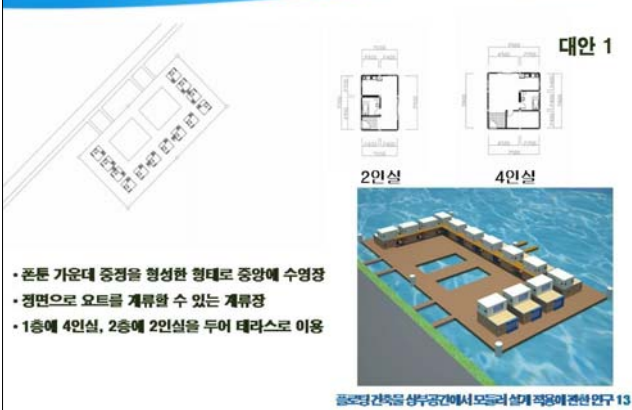 대안 1
2인실
4인실
• 폰툰 가운데 중정을 형성한 형태로 중앙에 수영장
• 정면으로 요트를 계류할 수 있는 계류장
• 1층에 4인실, 2층에 2인실을 두어 테라스로 이용
플로팅 건축물 상부공간에서 모듈러 설계 적용에 관한 연구 13